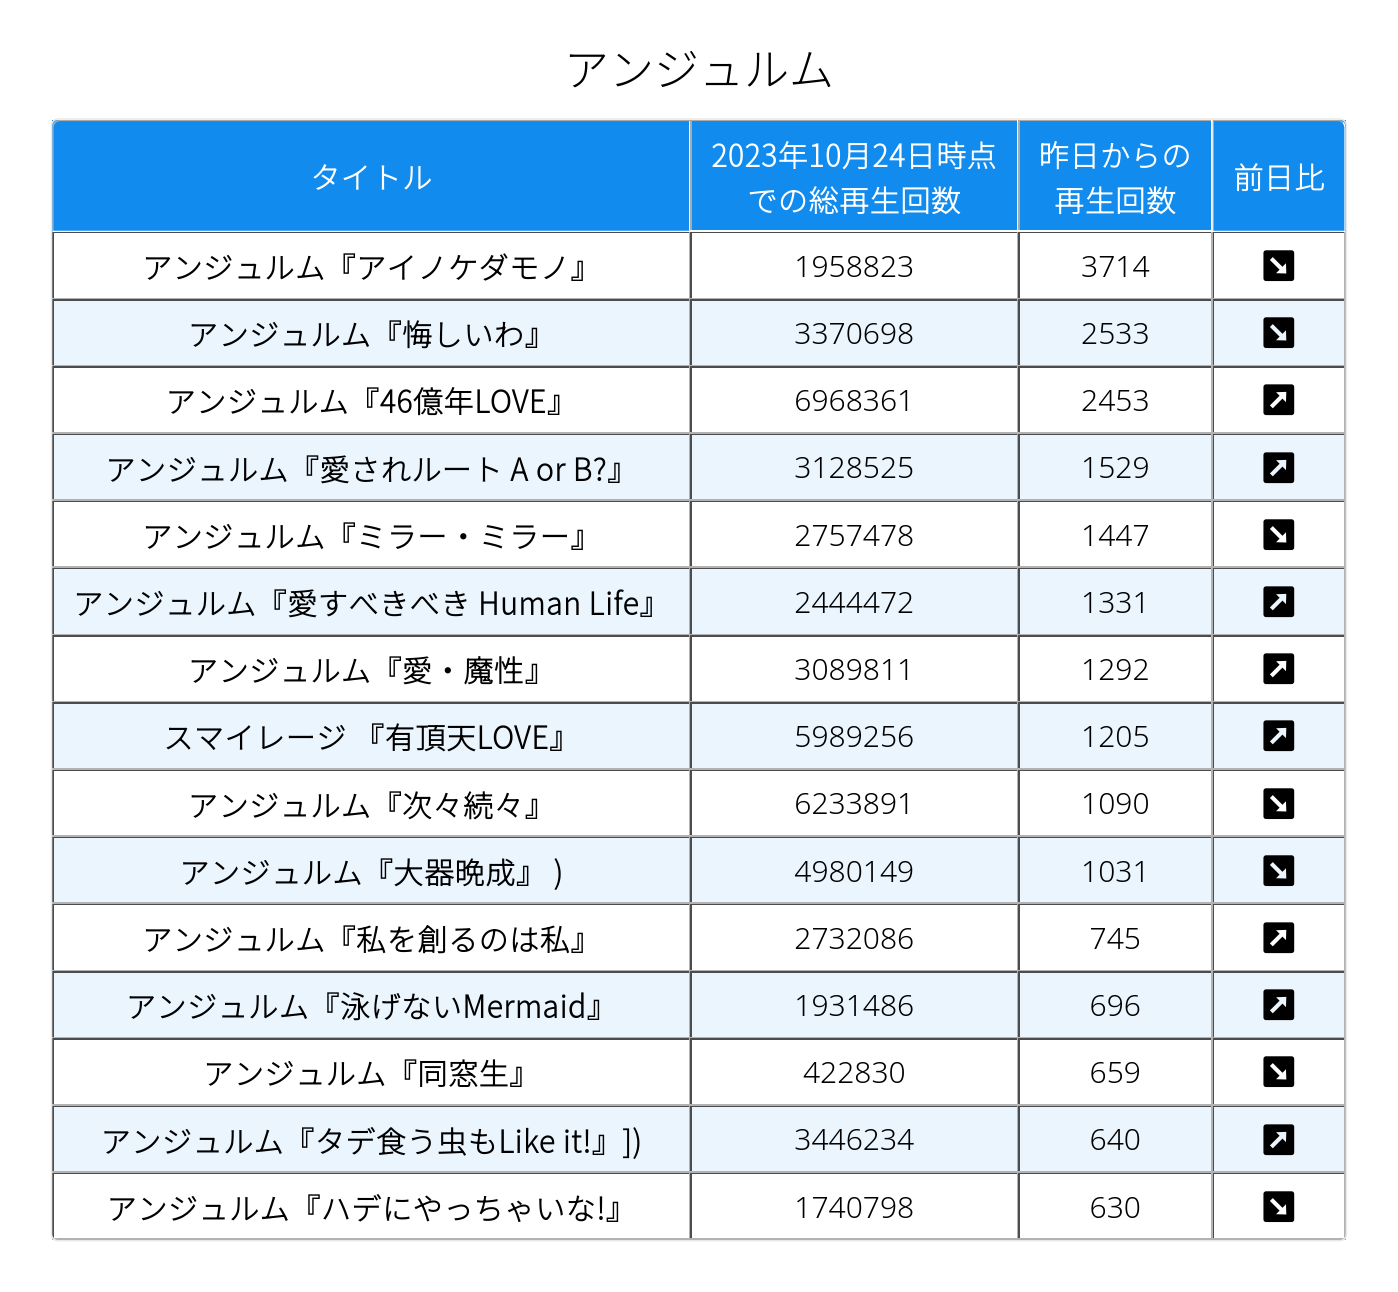 アンジュルム
タイトル
2023年10月24日時点
での総再生回数
昨日からの
再生回数
前日比
アンジュルム『アイノケダモノ』 1958823 3714 ↘
アンジュルム『悔しいわ』 3370698 2533 ↘
アンジュルム『46億年LOVE』 6968361 2453 ↗
アンジュルム『愛されルート A or B?』 3128525 1529 ↗
アンジュルム『ミラー・ミラー』 2757478 1447 ↘
アンジュルム『愛すべきべき Human Life』 2444472 1331 ↗
アンジュルム『愛・魔性』 3089811 1292 ↗
スマイレージ 『有頂天LOVE』 5989256 1205 ↗
アンジュルム『次々続々』 6233891 1090 ↘
アンジュルム『大器晩成』 ) 4980149 1031 ↘
アンジュルム『私を創るのは私』 2732086 745 ↗
アンジュルム『泳げないMermaid』 1931486 696 ↗
アンジュルム『同窓生』 422830 659 ↘
アンジュルム『タデ食う虫もLike it!』]) 3446234 640 ↗
アンジュルム『ハデにやっちゃいな!』 1740798 630 ↘